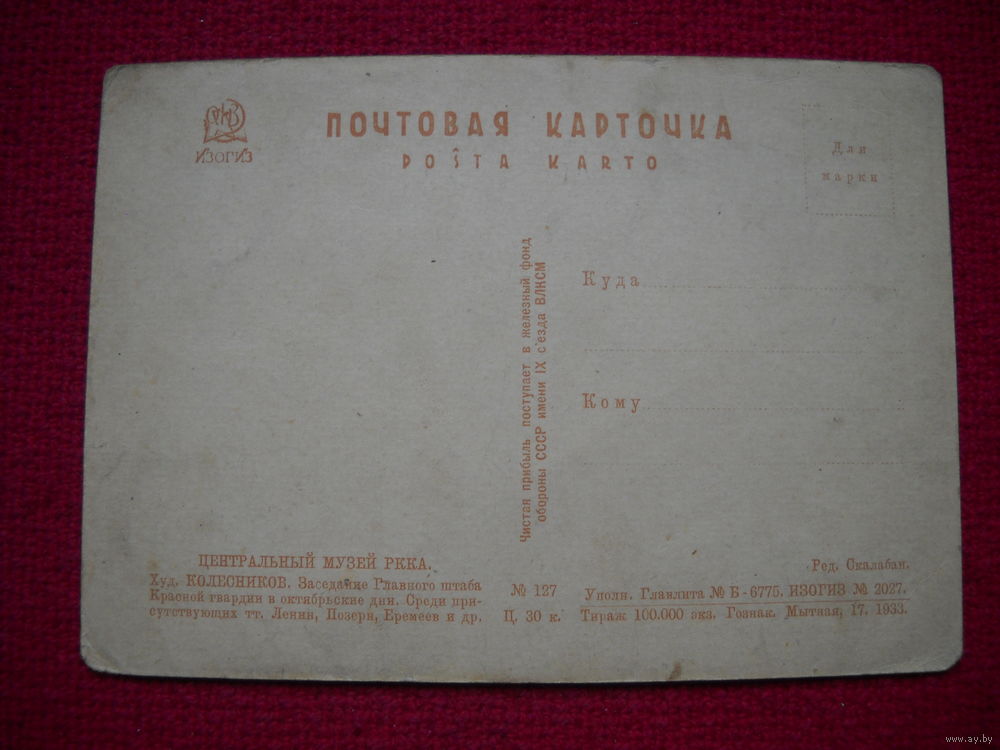 ИЗОГИЗ
ПОЧТОВАЯ КАРТОЧКА
POŜTA KARTO
Для
марки
Чистая прибыль поступает в железный фонд
обороны СССР имени IX с'езда ВЛКСМ
Куда
Кому
ЦЕНТРАЛЬНЫЙ МУЗЕЙ РККА.
Худ. КОЛЕСНИКОВ. Заседание Главного штаба
Красной гвардии в октябрьские дни. Среди при-
сутствующих тт. Ленин, Позерн, Еремеев и др.
№ 127
Ц. 30 к.
Ред. Скалабан.
Уполн. Главлита № Б-6775. ИЗОГИЗ № 2027.
Тираж 100.000 экз. Гознак. Мытная, 17. 1933.
www.ay.by